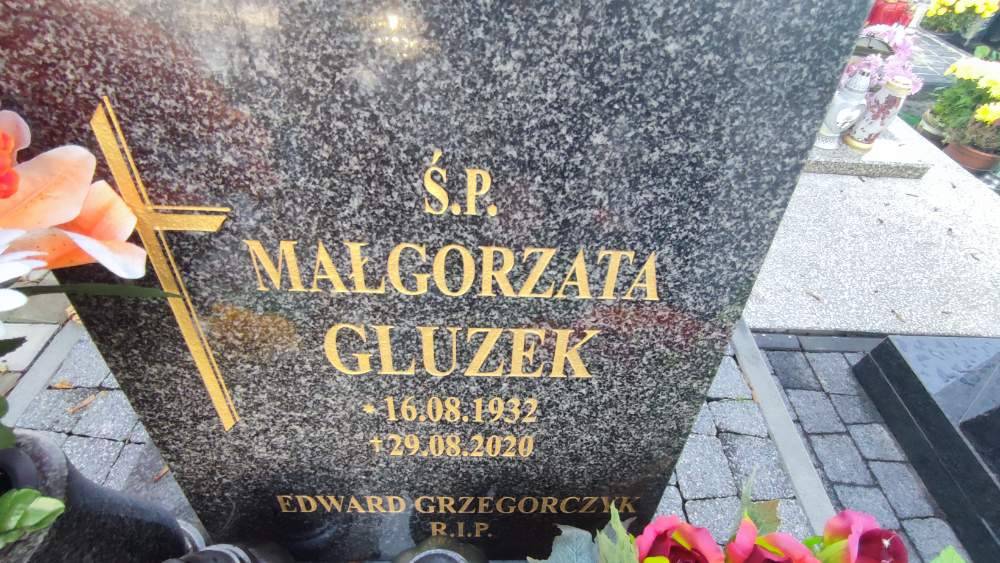 Ś.P.
MAŁGORZATA
GLUZEK
*16.08.1932
+29.08.2020
EDWARD GRZEGORCZYK
R.I.P.